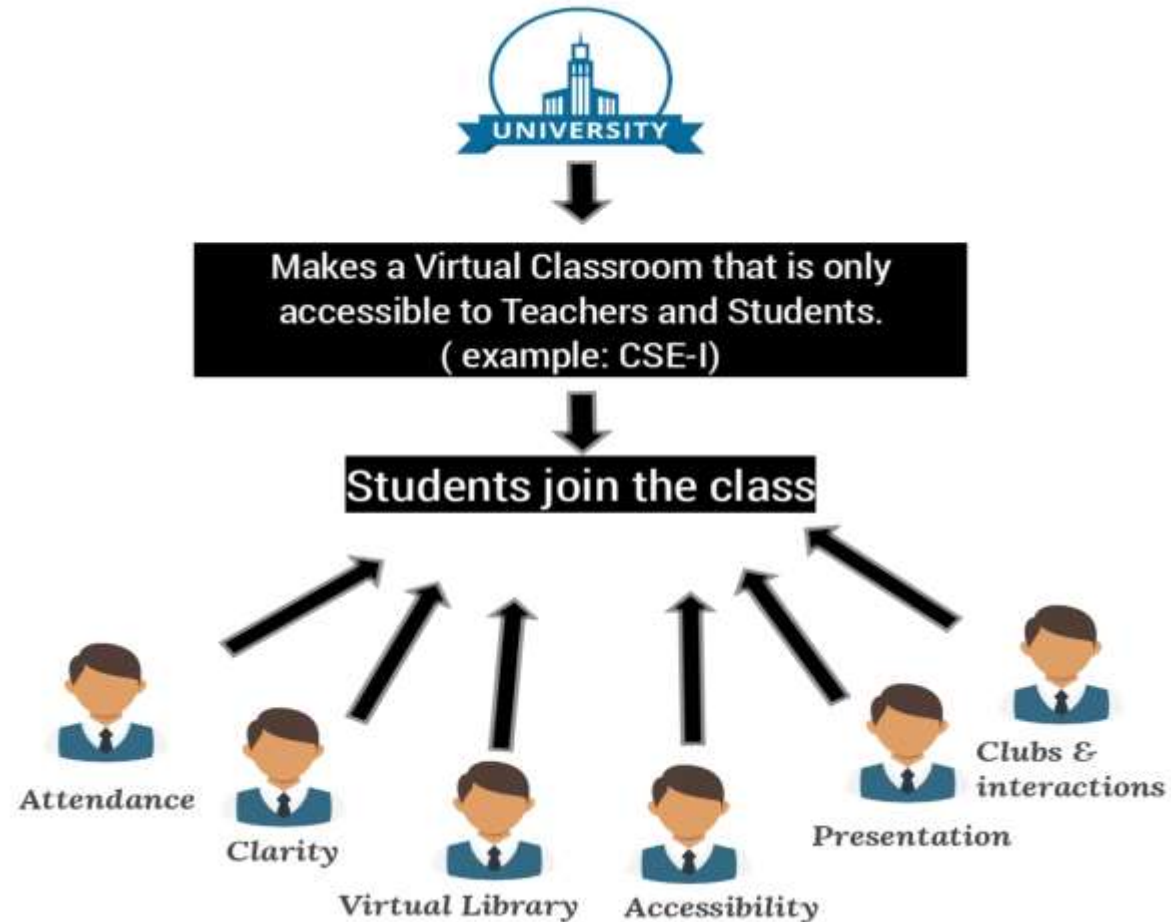 UNIVERSITY
Makes a Virtual Classroom that is only
accessible to Teachers and Students.
( example: CSE-I)
Students join the class
Attendance
Clarity
Virtual Library
Accessibility
Presentation
Clubs &
interactions